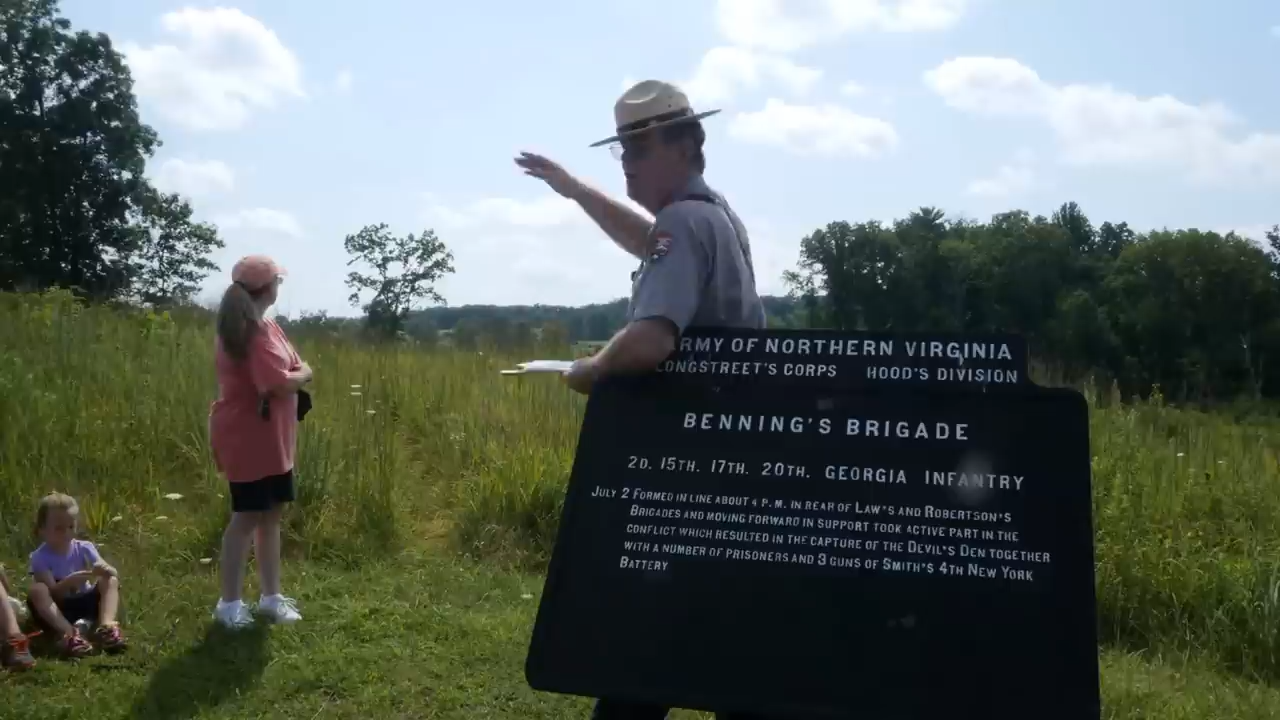 RMY OF NORTHERN VIRGINIA
LONGSTREET'S CORPS HOOD'S DIVISION
BENNING'S BRIGADE
2D. 15TH. 17TH. 20TH. GEORGIA INFANTRY
JULY 2 FORMED IN LINE ABOUT 4 P.M. IN REAR OF LAW'S AND ROBERTSON'S
BRIGADES AND MOVING FORWARD IN SUPPORT TOOK ACTIVE PART IN THE
CONFLICT WHICH RESULTED IN THE CAPTURE OF THE DEVIL'S DEN TOGETHER
WITH A NUMBER OF PRISONERS AND 3 GUNS OF SMITH'S 4TH NEW YORK
BATTERY